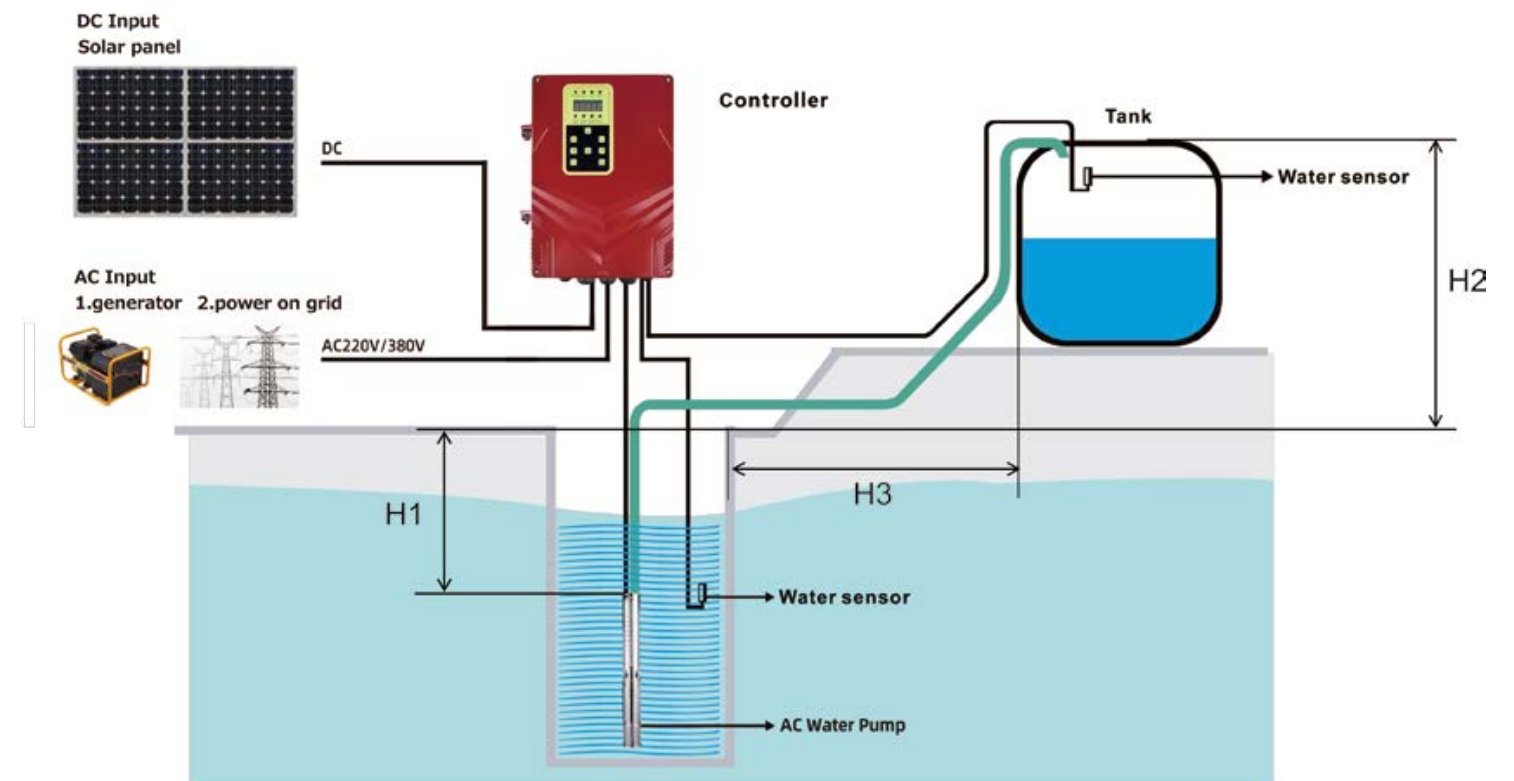 DC Input
Solar panel
DC
Controller
Tank
Water sensor
AC Input
1.generator 2.power on grid
AC220V/380V
H2
H1
H3
Water sensor
AC Water Pump